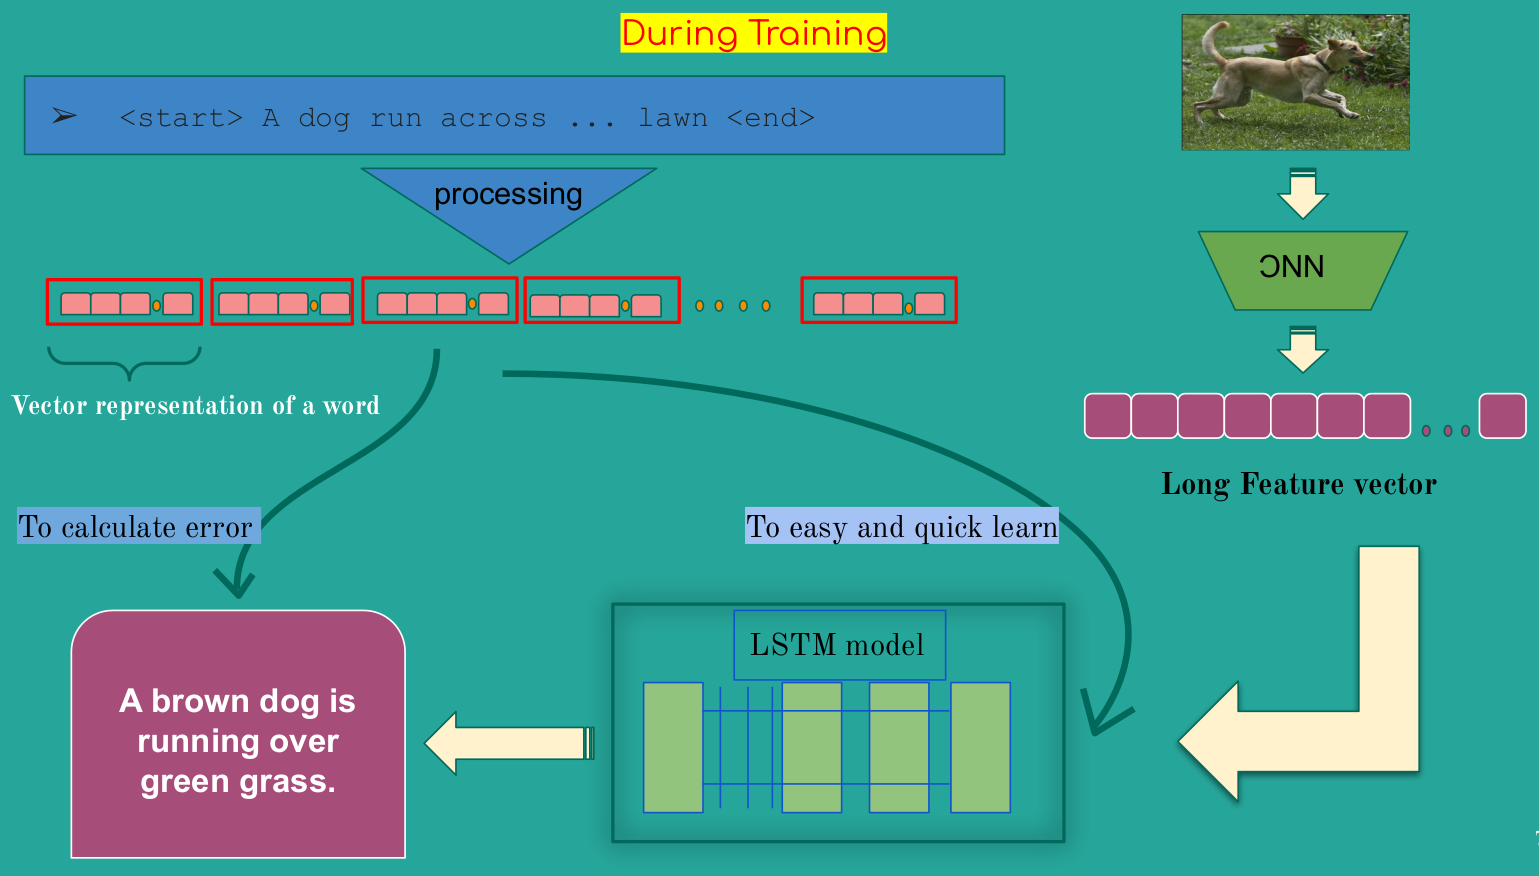 During Training
➢ <start> A dog run across ... lawn <end>
processing
CNN
Vector representation of a word
Long Feature vector
To calculate error
To easy and quick learn
LSTM model
A brown dog is
running over
green grass.